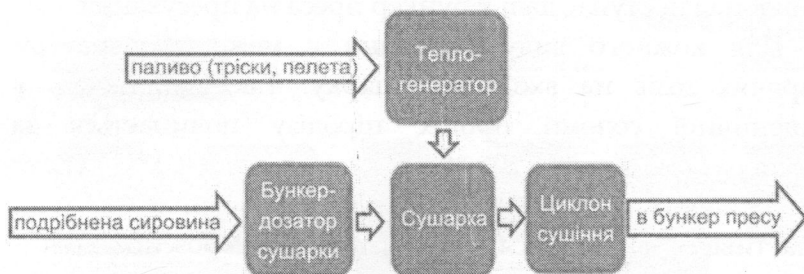 Тепло-
генератор
паливо (тріски, пелета)
Бункер-
дозатор
сушарки
подрібнена сировина
Сушарка
Циклон
сушіння
в бункер пресу